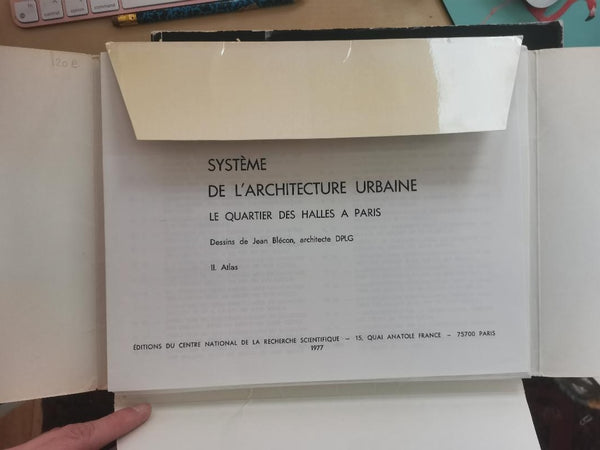 120 €
SYSTÈME
DE L'ARCHITECTURE URBAINE
LE QUARTIER DES HALLES A PARIS
Dessins de Jean Blécon, architecte DPLG
II. Atlas
ÉDITIONS DU CENTRE NATIONAL DE LA RECHERCHE SCIENTIFIQUE — 15, QUAI ANATOLE FRANCE — 75700 PARIS
1977